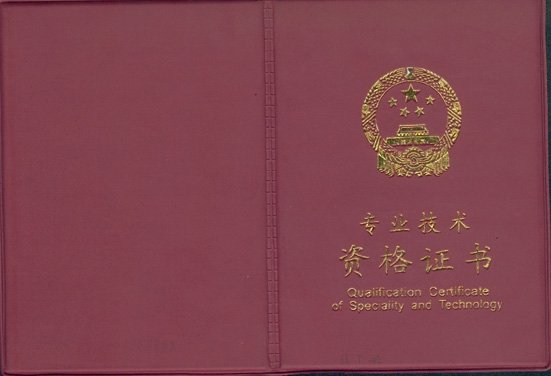 专业技术
资格证书
Qualification Certificate
of Speciality and Technology